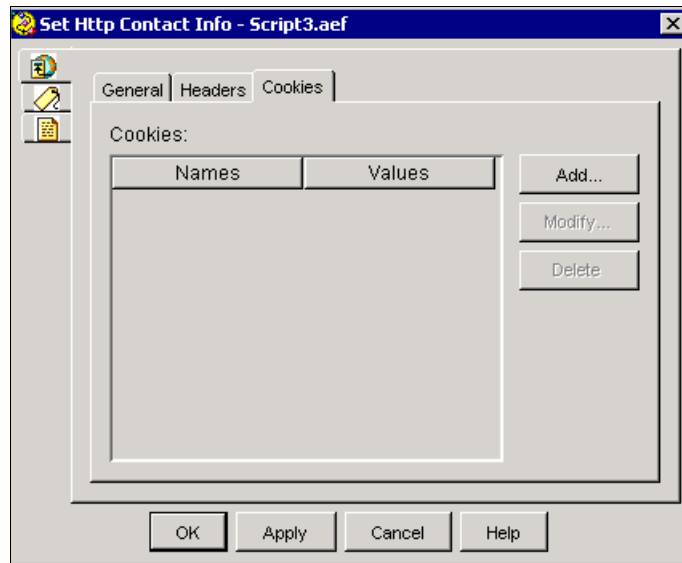 Set Http Contact Info - Script3.aef
General Headers Cookies
Cookies:
Names Values
Add...
Modify...
Delete
OK Apply Cancel Help